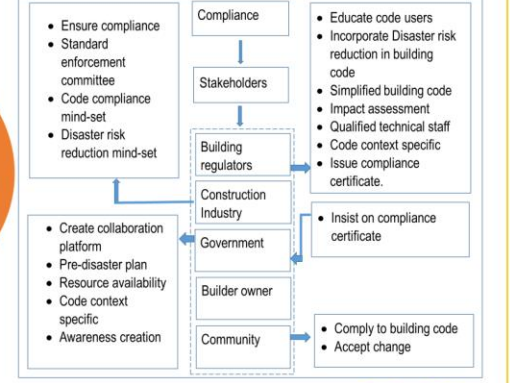 • Ensure compliance
• Standard
enforcement
committee
• Code compliance
mind-set
• Disaster risk
reduction mind-set
Compliance
Stakeholders
Building
regulators
Construction
Industry
Government
Builder owner
Community
• Educate code users
• Incorporate Disaster risk
reduction in building
code
• Simplified building code
• Impact assessment
• Qualified technical staff
• Code context specific
• Issue compliance
certificate.
• Create collaboration
platform
• Pre-disaster plan
• Resource availability
• Code context
specific
• Awareness creation
• Insist on compliance
certificate
• Comply to building code
• Accept change